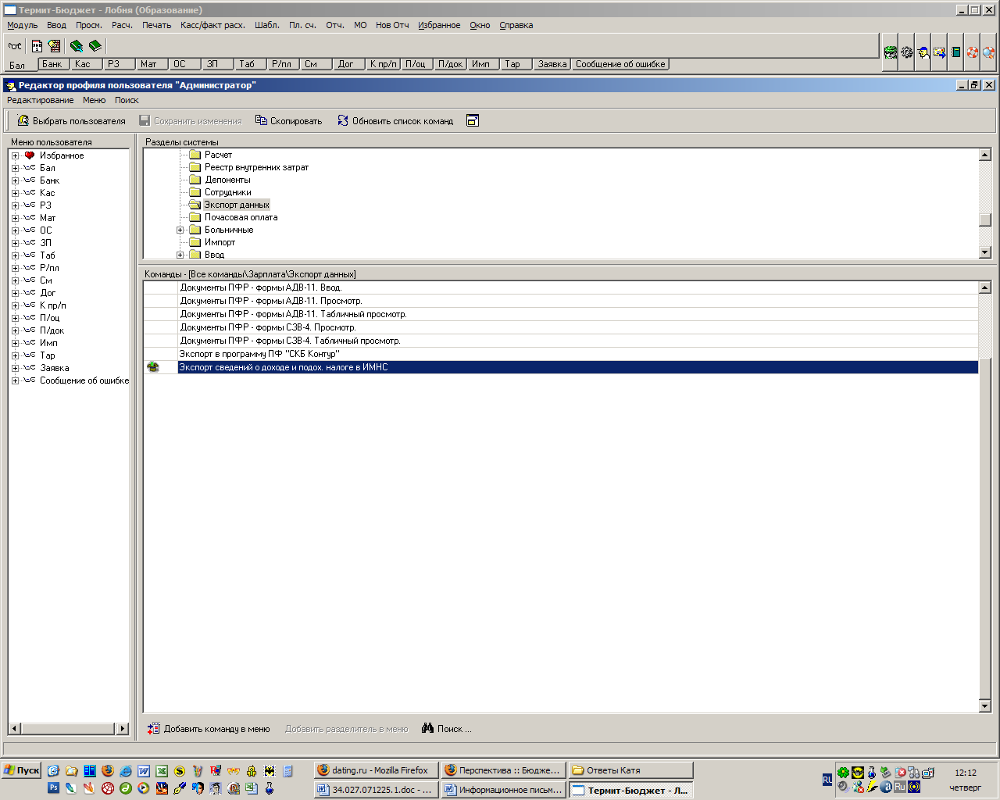 Термит-Бюджет - Лобня (Образование)
Модуль Ввод Просм. Расч. Печать Касс/факт расх. Шабл. Пл. сч. Отч. МО Нов Отч Избранное Окно Справка
Бал Банк Кас РЗ Мат ОС ЗП Таб Р/пл См Дог К пр/п П/оц П/док Имп Тар Заявка Сообщение об ошибке
Редактор профиля пользователя "Администратор"
Редактирование Меню Поиск
Выбрать пользователя Сохранить изменения Скопировать Обновить список команд
Меню пользователя
Избранное
Бал
Банк
Кас
РЗ
Мат
ОС
ЗП
Таб
Р/пл
См
Дог
К пр/п
П/оц
П/док
Имп
Тар
Заявка
Сообщение об ошибке
Разделы системы
Расчет
Реестр внутренних затрат
Депоненты
Сотрудники
Экспорт данных
Почасовая оплата
Больничные
Импорт
Ввод
Команды - [Все команды\Зарплата\Экспорт данных]
Документы ПФР - формы АДВ-11. Ввод.
Документы ПФР - формы АДВ-11. Просмотр.
Документы ПФР - формы АДВ-11. Табличный просмотр.
Документы ПФР - формы СЗВ-4. Просмотр.
Документы ПФР - формы СЗВ-4. Табличный просмотр.
Экспорт в программу ПФ "СКБ Контур"
Экспорт сведений о доходе и подох. налоге в ИМНС
Добавить команду в меню Добавить разделитель в меню Поиск ...
Пуск dating.ru - Mozilla Firefox Перспектива :: Бюдже... Ответы Катя RL 12:12
Ps 34.027.071225.1.doc - ... Информационное письм... Термит-Бюджет - Л... Ru четверг